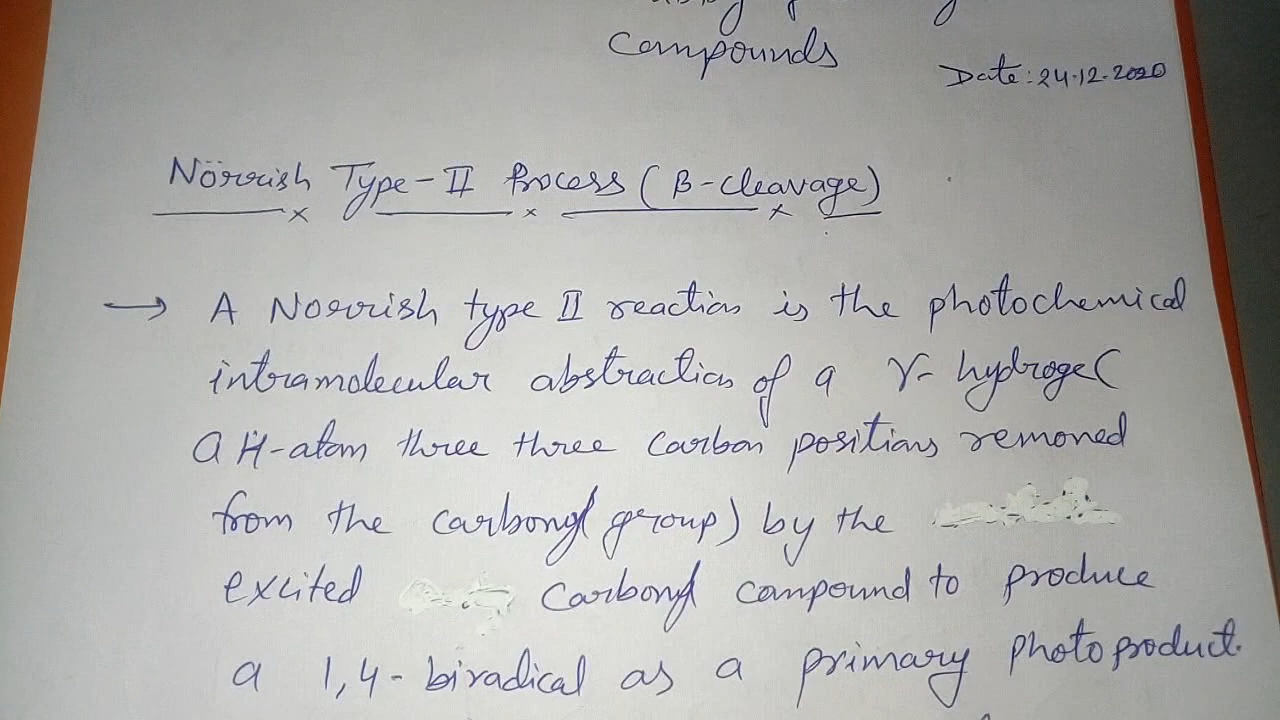 Compounds
Date: 24.12.2020
Nörrish Type-II Process (β-cleavage)
→ A Norrish type II reaction is the photochemical
intramolecular abstraction of a γ- hydroge(
a H-atom three three carbon positions removed
from the carbonyl group) by the
excited carbonyl compound to produce
a 1,4- biradical as a primary photoproduct.